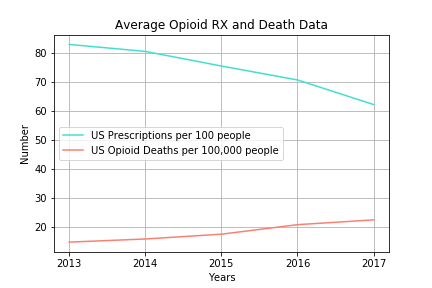 Average Opioid RX and Death Data
80
70
60
50
40
30
20
Number
US Prescriptions per 100 people
US Opioid Deaths per 100,000 people
2013 2014 2015 2016 2017
Years